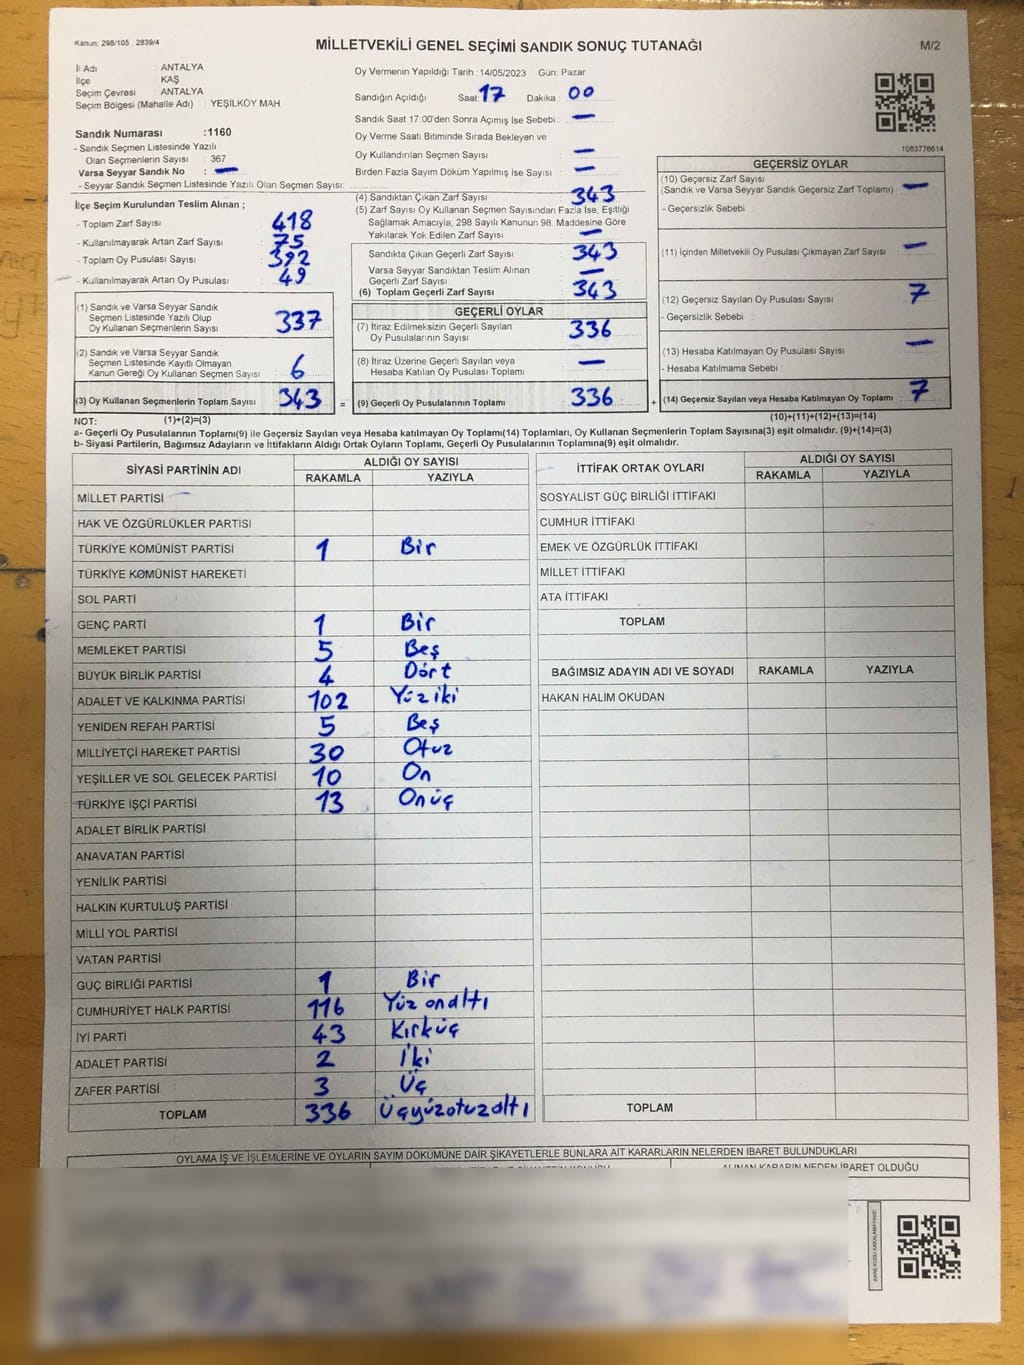 Kanun: 298/105 2839/4
MİLLETVEKİLİ GENEL SEÇİMİ SANDIK SONUÇ TUTANAĞI
M/2
İl Adı : ANTALYA
İlçe : KAŞ
Seçim Çevresi : ANTALYA
Seçim Bölgesi (Mahalle Adı) : YEŞİLKÖY MAH
Sandık Numarası :1160
- Sandık Seçmen Listesinde Yazılı
Olan Seçmenlerin Sayısı : 367
Varsa Seyyar Sandık No : —
- Seyyar Sandık Seçmen Listesinde Yazılı Olan Seçmen Sayısı:
Oy Vermenin Yapıldığı Tarih :14/05/2023 Gün: Pazar
Sandığın Açıldığı Saat: 17 Dakika : 00
Sandık Saat 17:00'den Sonra Açımış İse Sebebi : —
Oy Verme Saati Bitiminde Sırada Bekleyen ve
Oy Kullandırılan Seçmen Sayısı : —
Birden Fazla Sayım Döküm Yapılmış İse Sayısı : —
1083776614
İlçe Seçim Kurulundan Teslim Alınan ;
- Toplam Zarf Sayısı : 418
- Kullanılmayarak Artan Zarf Sayısı : 75
- Toplam Oy Pusulası Sayısı : 392
- Kullanılmayarak Artan Oy Pusulası : 49
(1) Sandık ve Varsa Seyyar Sandık
Seçmen Listesinde Yazılı Olup
Oy Kullanan Seçmenlerin Sayısı : 337
(2) Sandık ve Varsa Seyyar Sandık
Seçmen Listesinde Kayıtlı Olmayan
Kanun Gereği Oy Kullanan Seçmen Sayısı : 6
(3) Oy Kullanan Seçmenlerin Toplam Sayısı : 343 =
(4) Sandıktan Çıkan Zarf Sayısı : 343
(5) Zarf Sayısı Oy Kullanan Seçmen Sayısından Fazla İse, Eşitliği
Sağlamak Amacıyla, 298 Sayılı Kanunun 98. Maddesine Göre
Yakılarak Yok Edilen Zarf Sayısı : —
Sandıkta Çıkan Geçerli Zarf Sayısı : 343
Varsa Seyyar Sandıktan Teslim Alınan
Geçerli Zarf Sayısı : —
(6) Toplam Geçerli Zarf Sayısı : 343
GEÇERLİ OYLAR
(7) İtiraz Edilmeksizin Geçerli Sayılan
Oy Pusulalarının Sayısı : 336
(8) İtiraz Üzerine Geçerli Sayılan veya
Hesaba Katılan Oy Pusulası Toplamı : —
(9) Geçerli Oy Pusulalarının Toplamı : 336 +
GEÇERSİZ OYLAR
(10) Geçersiz Zarf Sayısı
(Sandık ve Varsa Seyyar Sandık Geçersiz Zarf Toplamı) : —
- Geçersizlik Sebebi :
(11) İçinden Milletvekili Oy Pusulası Çıkmayan Zarf Sayısı : —
(12) Geçersiz Sayılan Oy Pusulası Sayısı : 7
- Geçersizlik Sebebi :
(13) Hesaba Katılmayan Oy Pusulası Sayısı : —
- Hesaba Katılmama Sebebi :
(14) Geçersiz Sayılan veya Hesaba Katılmayan Oy Toplamı : 7
NOT: (1)+(2)=(3) (10)+(11)+(12)+(13)=(14)
a- Geçerli Oy Pusulalarının Toplamı(9) ile Geçersiz Sayılan veya Hesaba katılmayan Oy Toplamı(14) Toplamları, Oy Kullanan Seçmenlerin Toplam Sayısına(3) eşit olmalıdır. (9)+(14)=(3)
b- Siyasi Partilerin, Bağımsız Adayların ve İttifakların Aldığı Ortak Oyların Toplamı, Geçerli Oy Pusulalarının Toplamına(9) eşit olmalıdır.
SİYASİ PARTİNİN ADI ALDIĞI OY SAYISI
RAKAMLA YAZIYLA
MİLLET PARTİSİ
HAK VE ÖZGÜRLÜKLER PARTİSİ
TÜRKİYE KOMÜNİST PARTİSİ 1 Bir
TÜRKİYE KOMÜNİST HAREKETİ
SOL PARTİ
GENÇ PARTİ 1 Bir
MEMLEKET PARTİSİ 5 Beş
BÜYÜK BİRLİK PARTİSİ 4 Dört
ADALET VE KALKINMA PARTİSİ 102 Yüziki
YENİDEN REFAH PARTİSİ 5 Beş
MİLLİYETÇİ HAREKET PARTİSİ 30 Otuz
YEŞİLLER VE SOL GELECEK PARTİSİ 10 On
TÜRKİYE İŞÇİ PARTİSİ 13 Onüç
ADALET BİRLİK PARTİSİ
ANAVATAN PARTİSİ
YENİLİK PARTİSİ
HALKIN KURTULUŞ PARTİSİ
MİLLİ YOL PARTİSİ
VATAN PARTİSİ
GÜÇ BİRLİĞİ PARTİSİ 1 Bir
CUMHURİYET HALK PARTİSİ 116 Yüz onaltı
İYİ PARTİ 43 Kırküç
ADALET PARTİSİ 2 İki
ZAFER PARTİSİ 3 Üç
TOPLAM 336 Üçyüzotuzaltı
İTTİFAK ORTAK OYLARI ALDIĞI OY SAYISI
RAKAMLA YAZIYLA
SOSYALİST GÜÇ BİRLİĞİ İTTİFAKI
CUMHUR İTTİFAKI
EMEK VE ÖZGÜRLÜK İTTİFAKI
MİLLET İTTİFAKI
ATA İTTİFAKI
TOPLAM
BAĞIMSIZ ADAYIN ADI VE SOYADI RAKAMLA YAZIYLA
HAKAN HALİM OKUDAN
TOPLAM
OYLAMA İŞ VE İŞLEMLERİNE VE OYLARIN SAYIM DÖKÜMÜNE DAİR ŞİKAYETLERLE BUNLARA AİT KARARLARIN NELERDEN İBARET BULUNDUKLARI
ALINAN KARARIN NEDEN İBARET OLDUĞU
KARE KODU KARALAMAYINIZ!